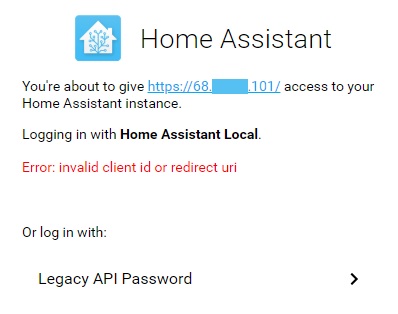 Home Assistant
You're about to give https://68. .101/ access to your
Home Assistant instance.
Logging in with Home Assistant Local.
Error: invalid client id or redirect uri
Or log in with:
Legacy API Password